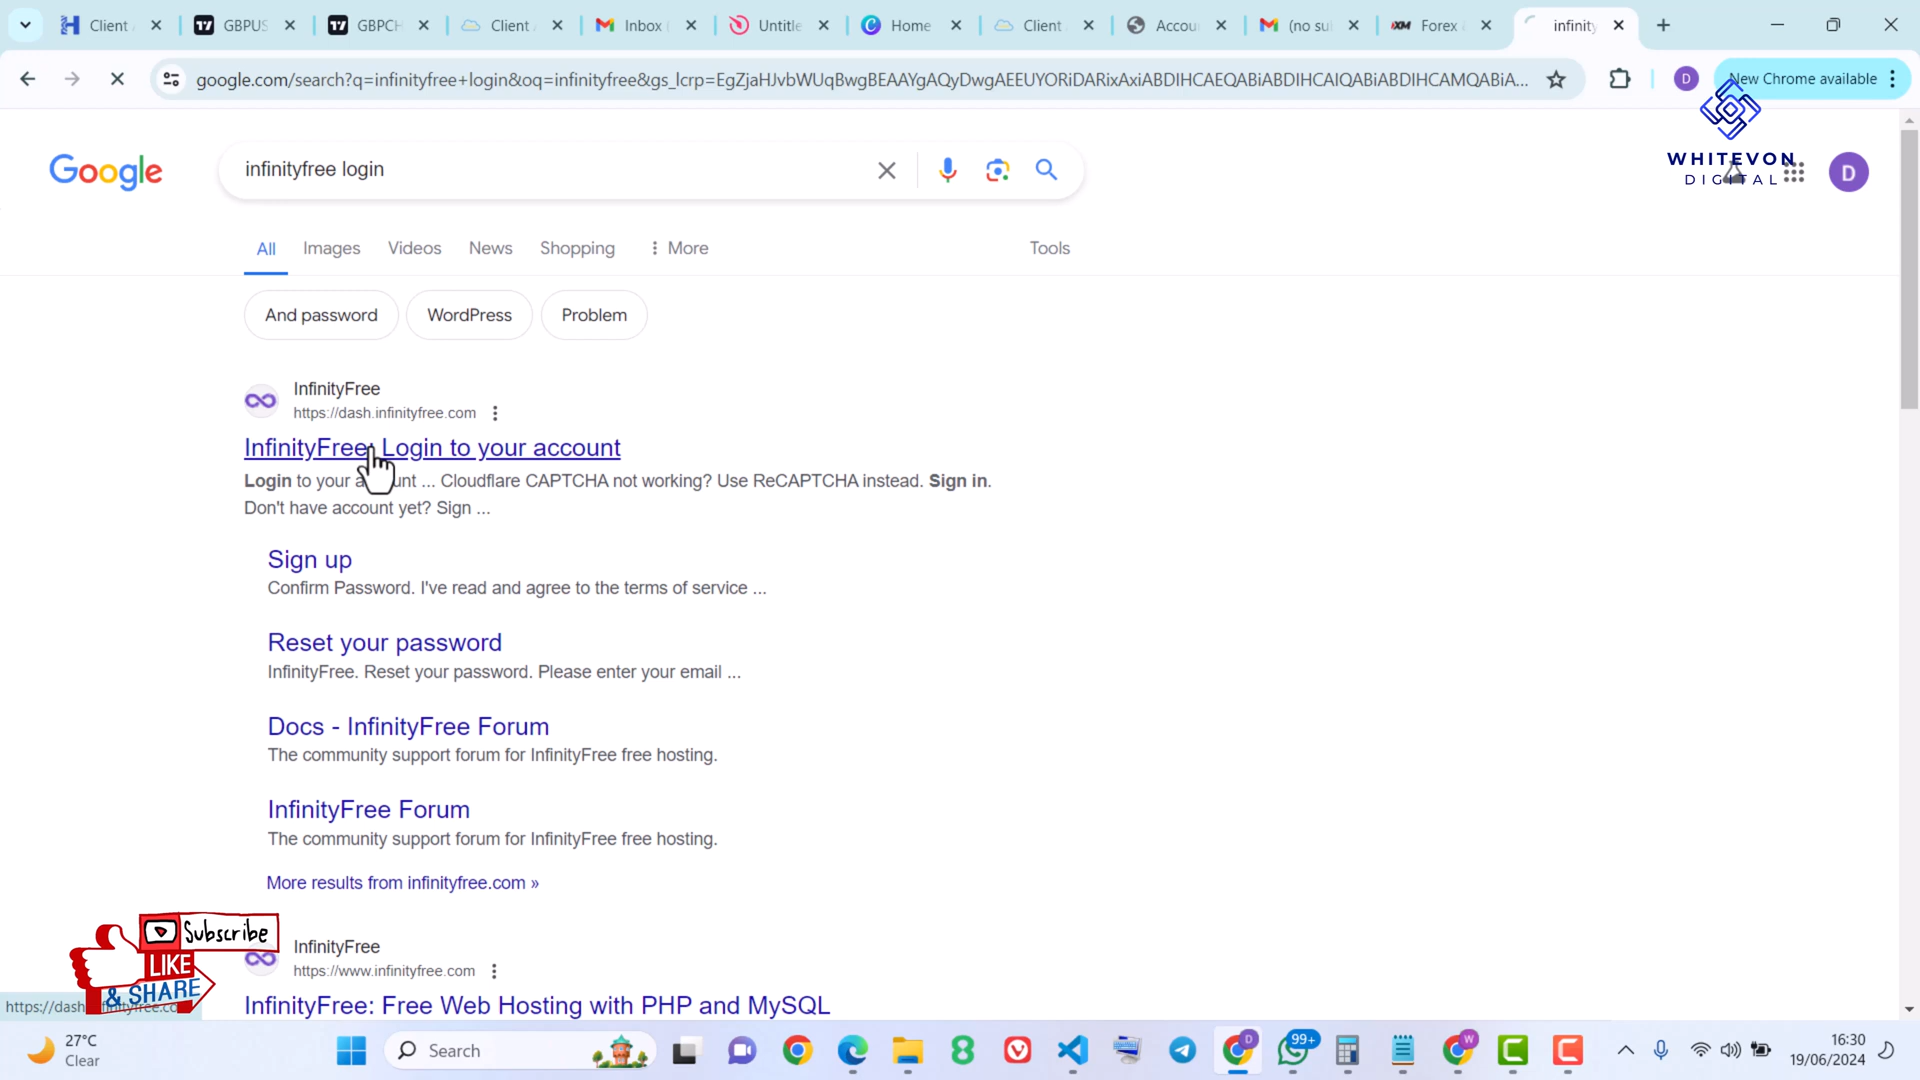 Client
GBPUS
GBPCH
Client
Inbox
Untitle
Home
Client
Accou
(no su
Forex
infinity
google.com/search?q=infinityfree+login&oq=infinityfree&gs_lcrp=EgZjaHJvbWUqBwgBEAAYgAQyDwgAEEUYORiDARixAxiABDIHCAEQABiABDIHCAIQABiABDIHCAMQABiA...
D
New Chrome available
Google
infinityfree login
WHITEVON
DIGITAL
D
All
Images
Videos
News
Shopping
More
Tools
And password
WordPress
Problem
InfinityFree
https://dash.infinityfree.com
InfinityFree: Login to your account
Login to your account ... Cloudflare CAPTCHA not working? Use ReCAPTCHA instead. Sign in.
Don't have account yet? Sign ...
Sign up
Confirm Password. I've read and agree to the terms of service ...
Reset your password
InfinityFree. Reset your password. Please enter your email ...
Docs - InfinityFree Forum
The community support forum for InfinityFree free hosting.
InfinityFree Forum
The community support forum for InfinityFree free hosting.
More results from infinityfree.com »
Subscribe
LIKE
& SHARE
InfinityFree
https://www.infinityfree.com
InfinityFree: Free Web Hosting with PHP and MySQL
https://dash.infinityfree.co
27°C
Clear
Search
99+
16:30
19/06/2024